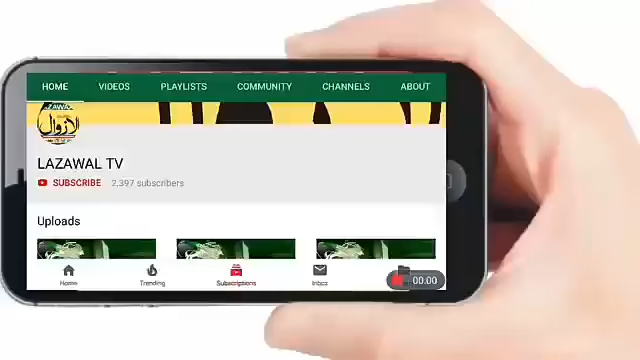 HOME VIDEOS PLAYLISTS COMMUNITY CHANNELS ABOUT
لازوال
LAZAWAL TV
SUBSCRIBE 2,397 subscribers
Uploads
Home Trending Subscriptions Inbox
00:00